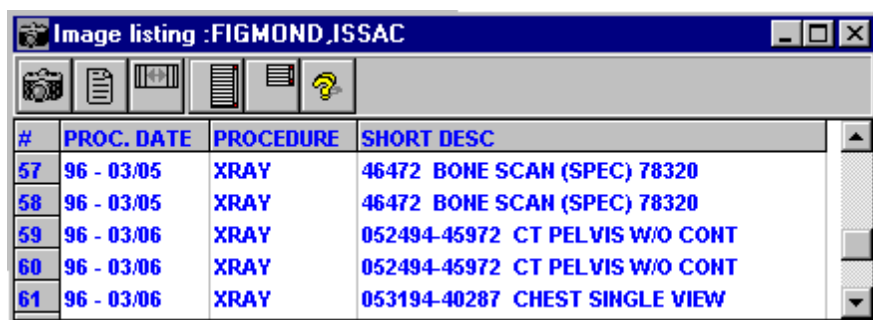 Image listing :FIGMOND,ISSAC
# PROC. DATE PROCEDURE SHORT DESC
57 96 - 03/05 XRAY 46472 BONE SCAN (SPEC) 78320
58 96 - 03/05 XRAY 46472 BONE SCAN (SPEC) 78320
59 96 - 03/06 XRAY 052494-45972 CT PELVIS W/O CONT
60 96 - 03/06 XRAY 052494-45972 CT PELVIS W/O CONT
61 96 - 03/06 XRAY 053194-40287 CHEST SINGLE VIEW